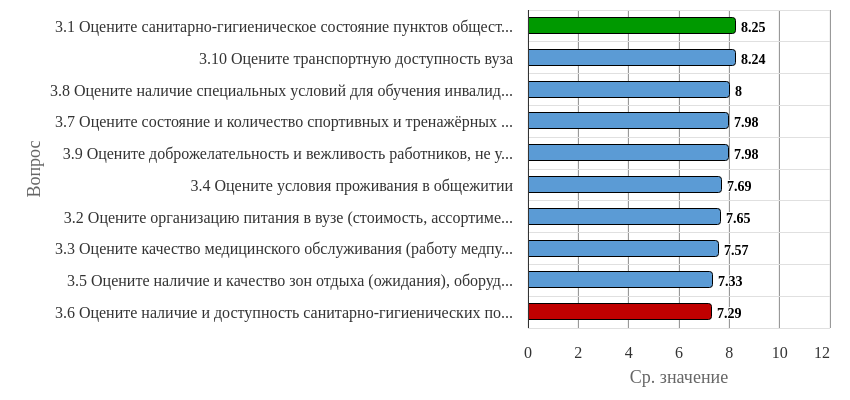 3.1 Оцените санитарно-гигиеническое состояние пунктов общест... 8.25
3.10 Оцените транспортную доступность вуза 8.24
3.8 Оцените наличие специальных условий для обучения инвалид... 8
3.7 Оцените состояние и количество спортивных и тренажёрных ... 7.98
3.9 Оцените доброжелательность и вежливость работников, не у... 7.98
3.4 Оцените условия проживания в общежитии 7.69
3.2 Оцените организацию питания в вузе (стоимость, ассортиме... 7.65
3.3 Оцените качество медицинского обслуживания (работу медпу... 7.57
3.5 Оцените наличие и качество зон отдыха (ожидания), оборуд... 7.33
3.6 Оцените наличие и доступность санитарно-гигиенических по... 7.29
Вопрос
0 2 4 6 8 10 12
Ср. значение